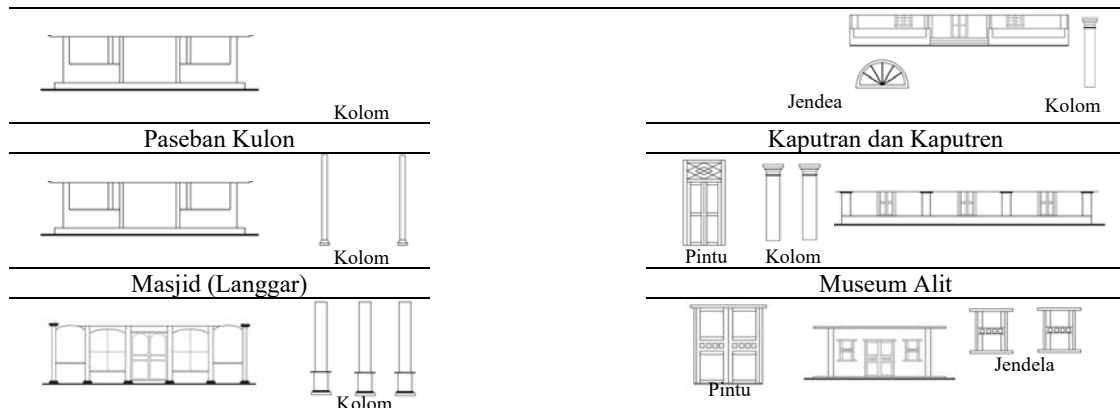 Kolom
Paseban Kulon
Kolom
Masjid (Langgar)
Kolom
Jendea
Kolom
Kaputran dan Kaputren
Pintu
Kolom
Museum Alit
Pintu
Jendela